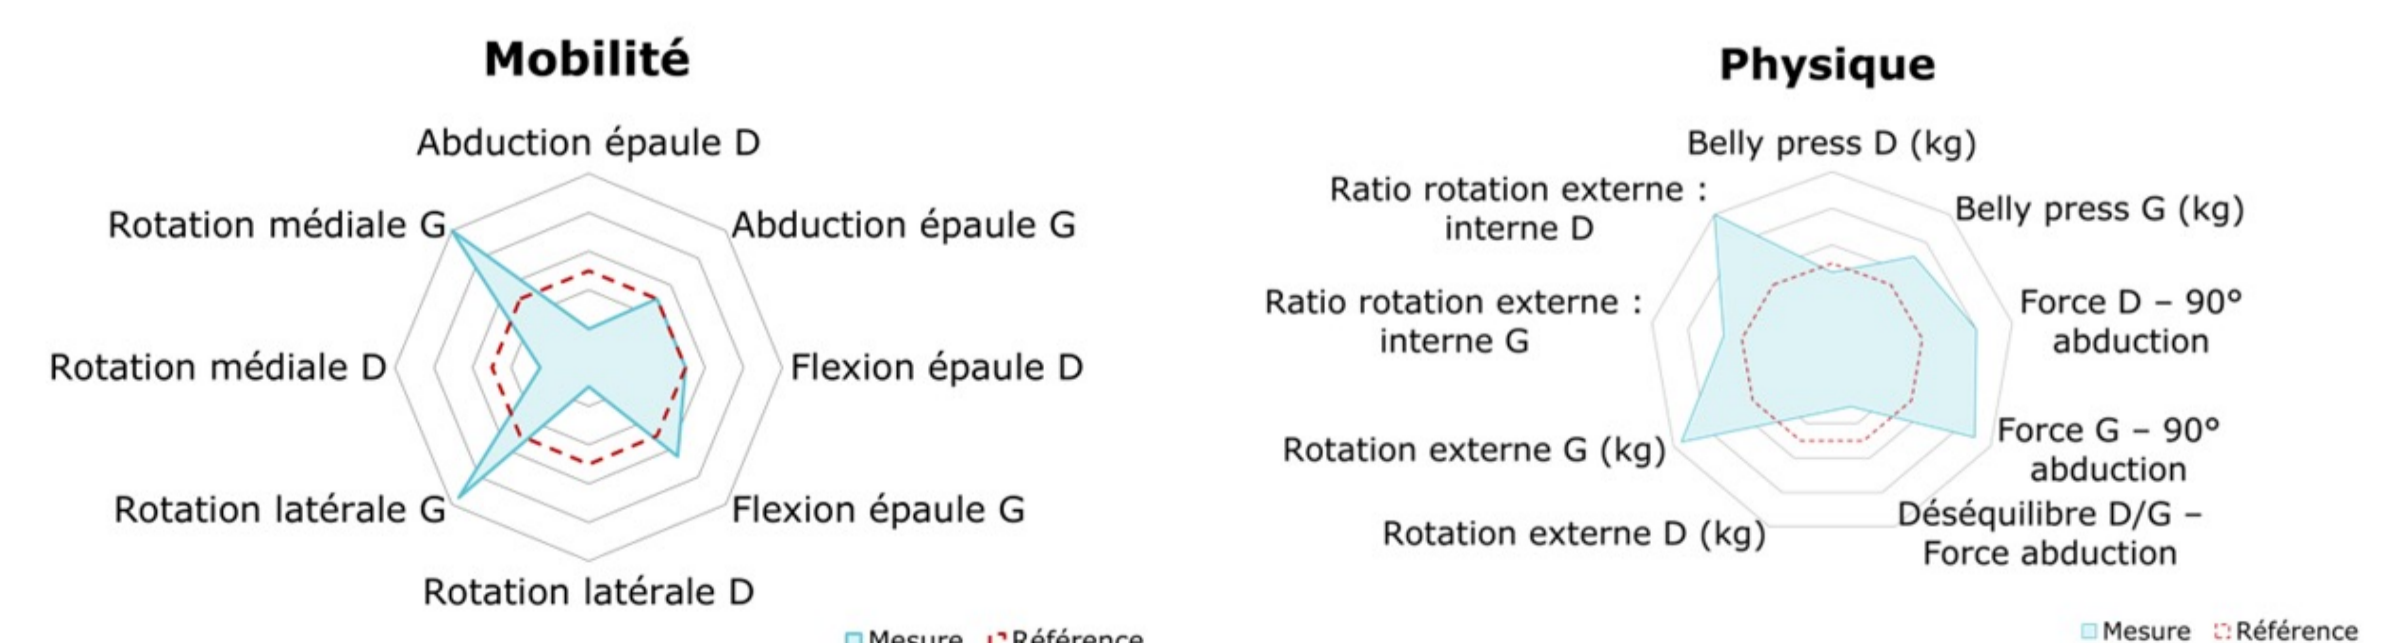 Mobilité
Abduction épaule D
Rotation médiale G
Abduction épaule G
Rotation médiale D
Flexion épaule D
Rotation latérale G
Flexion épaule G
Rotation latérale D
Mesure Référence
Physique
Belly press D (kg)
Ratio rotation externe :
interne D
Belly press G (kg)
Ratio rotation externe :
interne G
Force D – 90°
abduction
Rotation externe G (kg)
Force G – 90°
abduction
Rotation externe D (kg)
Déséquilibre D/G –
Force abduction
Mesure Référence